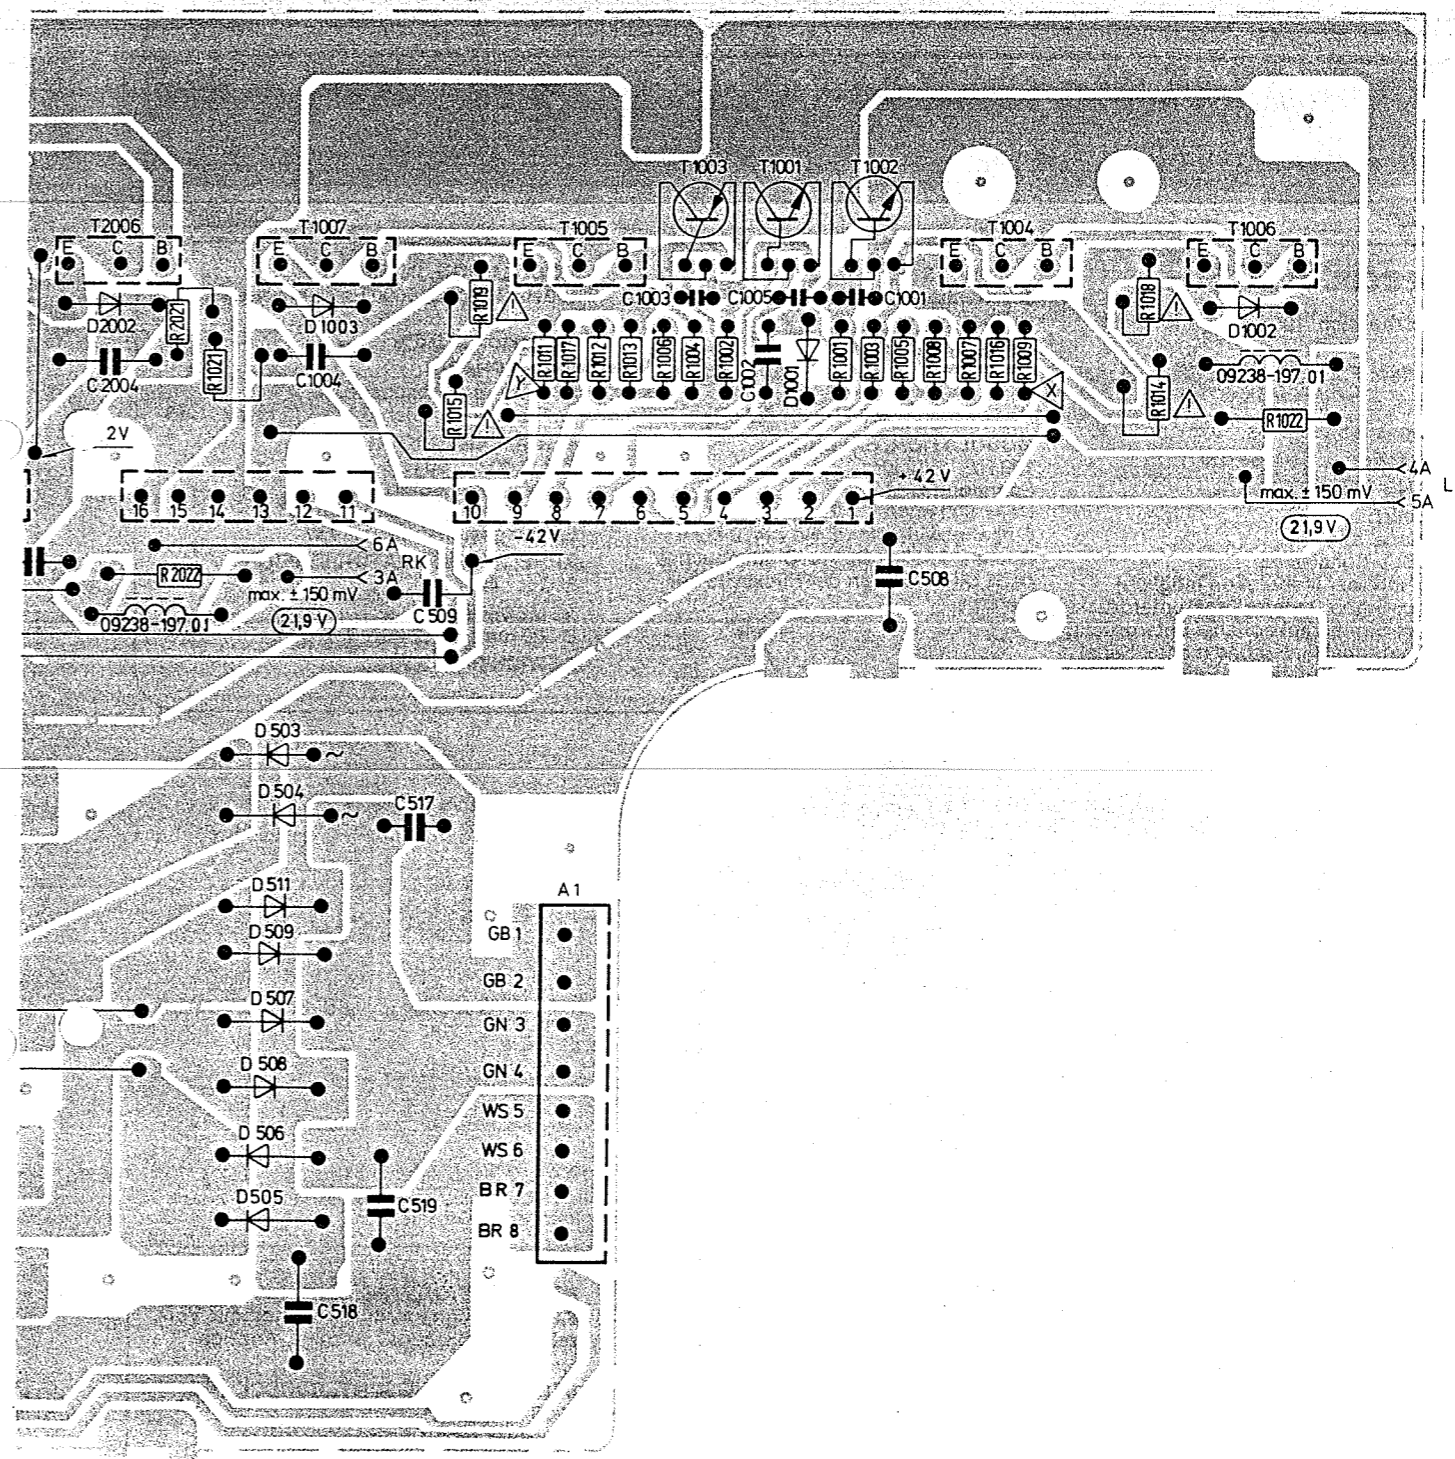 T1003 T1001 T1002
T2006 T1007 T1005 T1004 T1006
E C B E C B E C B E C B E C B
D2002 R2021 D1003 R1019 ! C1003 C1005 C1001 R1018 ! D1002
C2004 R1021 C1004 R1011 R1017 R1012 R1013 R1006 R1004 R1002 C1002 D1001 R1001 R1003 R1005 R1008 R1007 R1016 R1009 09238-197.01
Y X
R1015 ! R1014 ! R1022
2V
+42V
4A
L
max. ± 150 mV
5A
21,9 V
16 15 14 13 12 11 10 9 8 7 6 5 4 3 2 1
-42V
6A
RK
R2022 3A C508
max. ± 150 mV
09238-197.01 21,9 V C509
D503
~
D504
~
C517
D511
A1
D509
GB 1
GB 2
D507
GN 3
D508
GN 4
WS 5
D506
WS 6
BR 7
D505
C519
BR 8
C518